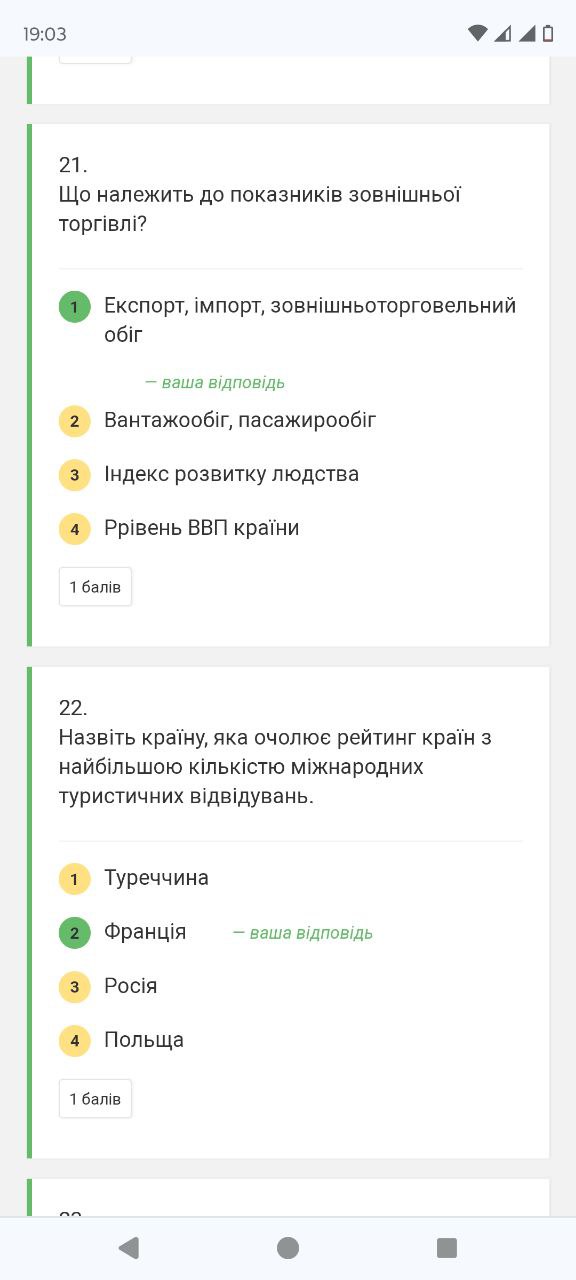 19:03
21.
Що належить до показників зовнішньої
торгівлі?
1 Експорт, імпорт, зовнішньоторговельний
обіг
— ваша відповідь
2 Вантажообіг, пасажирообіг
3 Індекс розвитку людства
4 Ррівень ВВП країни
1 балів
22.
Назвіть країну, яка очолює рейтинг країн з
найбільшою кількістю міжнародних
туристичних відвідувань.
1 Туреччина
2 Франція — ваша відповідь
3 Росія
4 Польща
1 балів